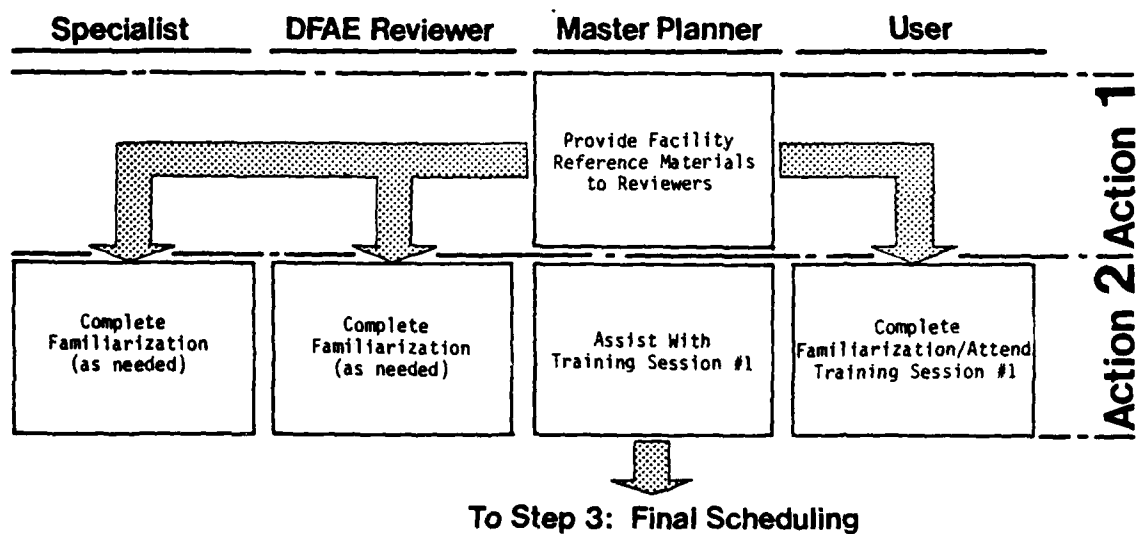 Specialist
DFAE Reviewer
Master Planner
User
Provide Facility
Reference Materials
to Reviewers
Action 1
Complete
Familiarization
(as needed)
Complete
Familiarization
(as needed)
Assist With
Training Session #1
Complete
Familiarization/Attend
Training Session #1
Action 2
To Step 3: Final Scheduling